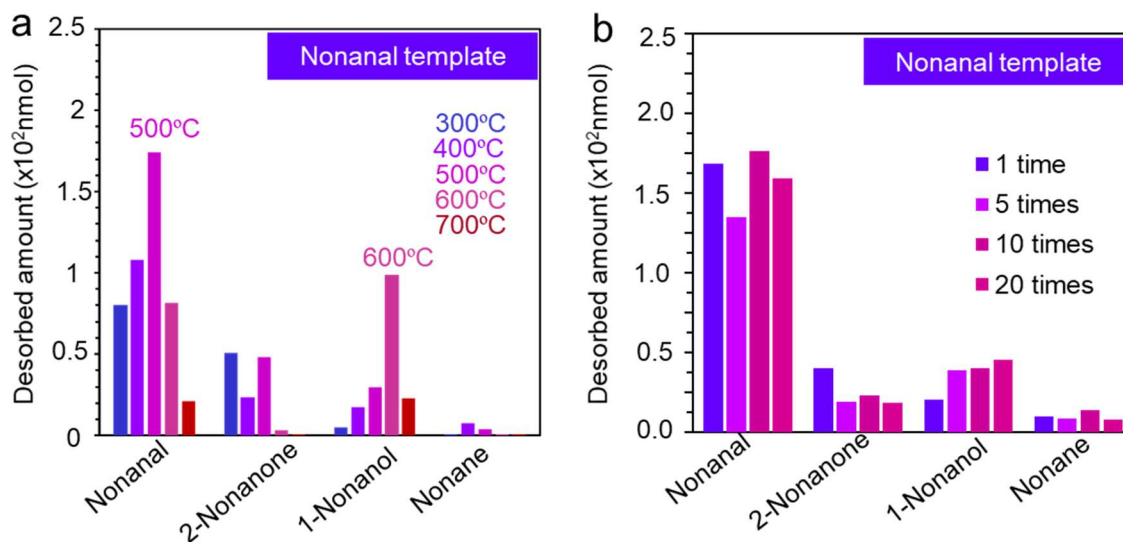 a
Desorbed amount (x10²nmol)
2.5
2
1.5
1
0.5
0
Nonanal template
500ºC
300ºC
400ºC
500ºC
600ºC
700ºC
600ºC
Nonanal
2-Nonanone
1-Nonanol
Nonane
b
Desorbed amount (x10²nmol)
2.5
2.0
1.5
1.0
0.5
0.0
Nonanal template
1 time
5 times
10 times
20 times
Nonanal
2-Nonanone
1-Nonanol
Nonane